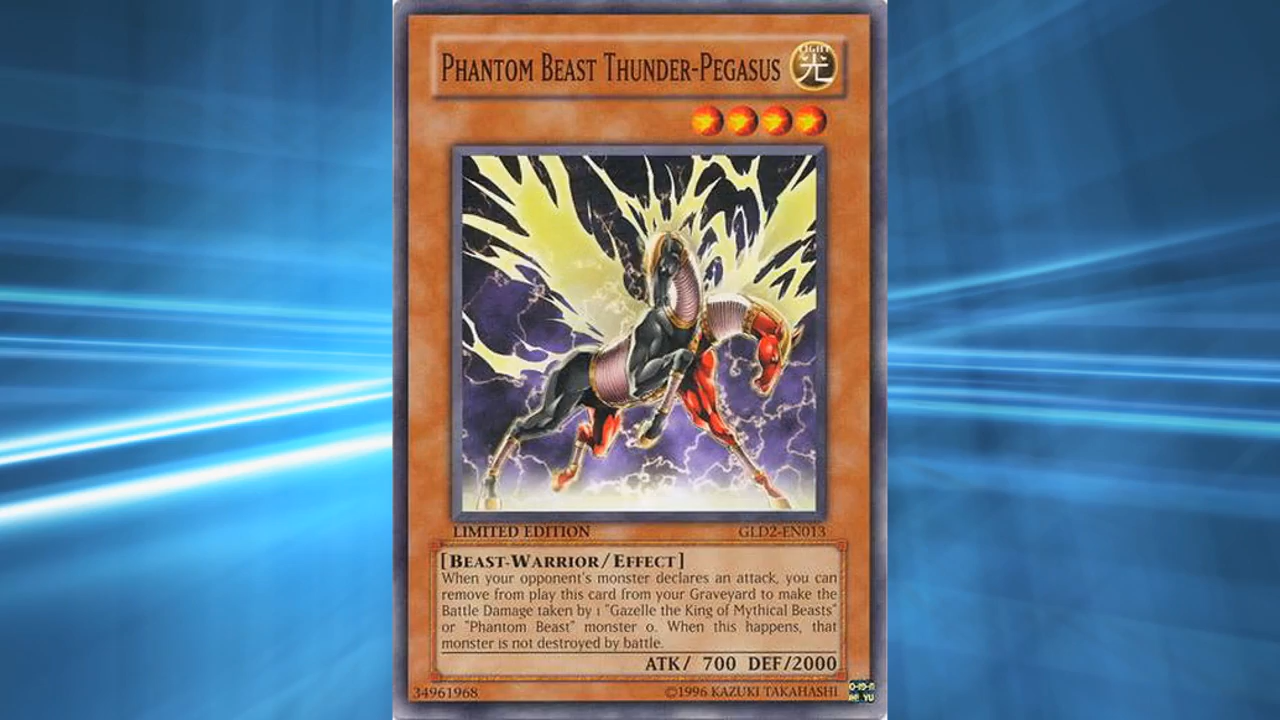 PHANTOM BEAST THUNDER-PEGASUS
LIGHT
光
LIMITED EDITION
GLD2-EN013
[BEAST-WARRIOR/EFFECT]
When your opponent's monster declares an attack, you can
remove from play this card from your Graveyard to make the
Battle Damage taken by 1 "Gazelle the King of Mythical Beasts"
or "Phantom Beast" monster 0. When this happens, that
monster is not destroyed by battle.
ATK/ 700 DEF/2000
34961968
©1996 KAZUKI TAKAHASHI